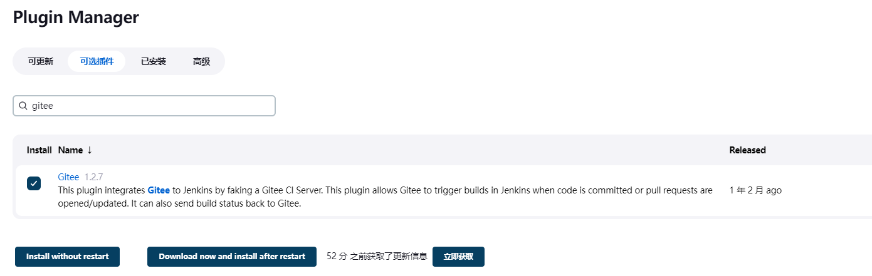 Plugin Manager
可更新 可选插件 已安装 高级
gitee
Install Name ↓ Released
Gitee 1.2.7
This plugin integrates Gitee to Jenkins by faking a Gitee CI Server. This plugin allows Gitee to trigger builds in Jenkins when code is committed or pull requests are 1 年 2 月 ago
opened/updated. It can also send build status back to Gitee.
Install without restart Download now and install after restart 52 分 之前获取了更新信息 立即获取